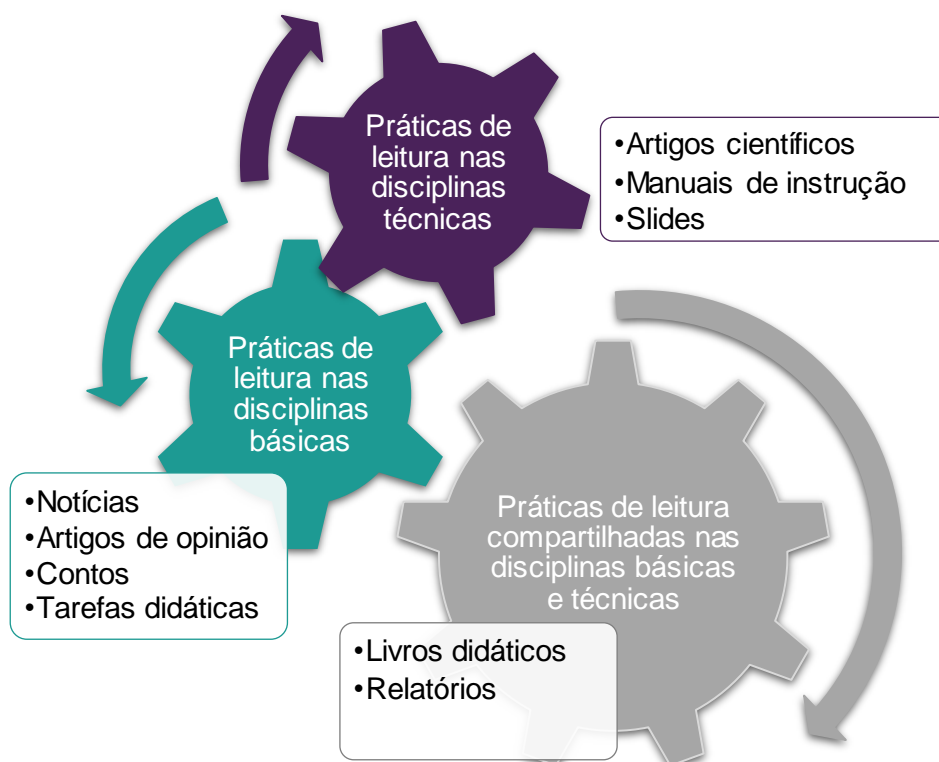 Práticas de
leitura nas
disciplinas
técnicas
•Artigos científicos
•Manuais de instrução
•Slides
Práticas de
leitura nas
disciplinas
básicas
•Notícias
•Artigos de opinião
•Contos
•Tarefas didáticas
Práticas de leitura
compartilhadas nas
disciplinas básicas
e técnicas
•Livros didáticos
•Relatórios